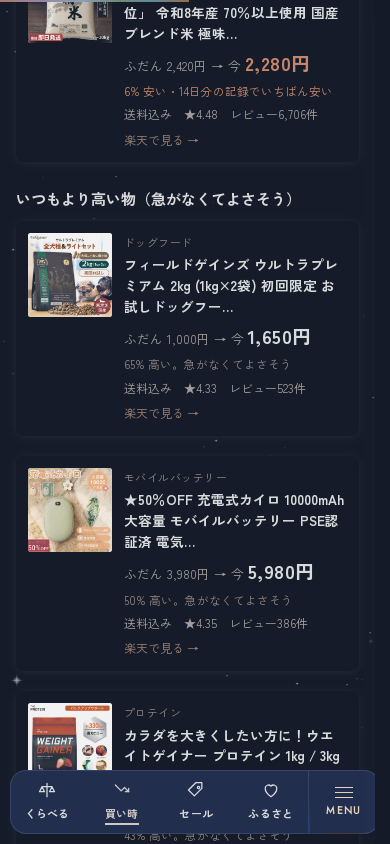 位」 令和8年産 70%以上使用 国産
ブレンド米 極味...
ふだん 2,420円 → 今 2,280円
6% 安い・14日分の記録でいちばん安い
送料込み ★4.48 レビュー6,706件
楽天で見る →
いつもより高い物（急がなくてよさそう）
ドッグフード
フィールドゲインズ ウルトラプレ
ミアム 2kg (1kg×2袋) 初回限定 お
試しドッグフー...
ふだん 1,000円 → 今 1,650円
65% 高い。急がなくてよさそう
送料込み ★4.33 レビュー523件
楽天で見る →
モバイルバッテリー
★50%OFF 充電式カイロ 10000mAh
大容量 モバイルバッテリー PSE認
証済 電気...
ふだん 3,980円 → 今 5,980円
50% 高い。急がなくてよさそう
送料込み ★4.35 レビュー386件
楽天で見る →
プロテイン
カラダを大きくしたい方に！ウエ
イトゲイナー プロテイン 1kg / 3kg
WEIGHT
GAINER
くらべる
買い時
セール
ふるさと
MENU
43% 高い。急がなくてよさそう